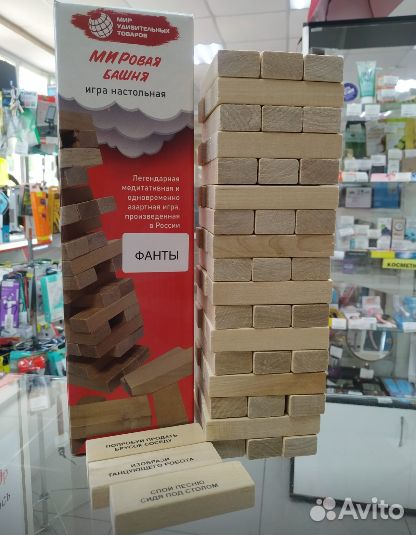 МИР
УДИВИТЕЛЬНЫХ
ТОВАРОВ
МИРОВАЯ
БАШНЯ
игра настольная
Легендарная
медитативная и
одновременно
азартная игра,
произведенная
в России
ФАНТЫ
ПОПРОБУЙ ПРОДАТЬ
БРУСОК СОСЕДУ
ИЗОБРАЗИ
ТАНЦУЮЩЕГО РОБОТА
СПОЙ ПЕСНЮ
СИДЯ ПОД СТОЛОМ
КОСМЕТИ
Avito